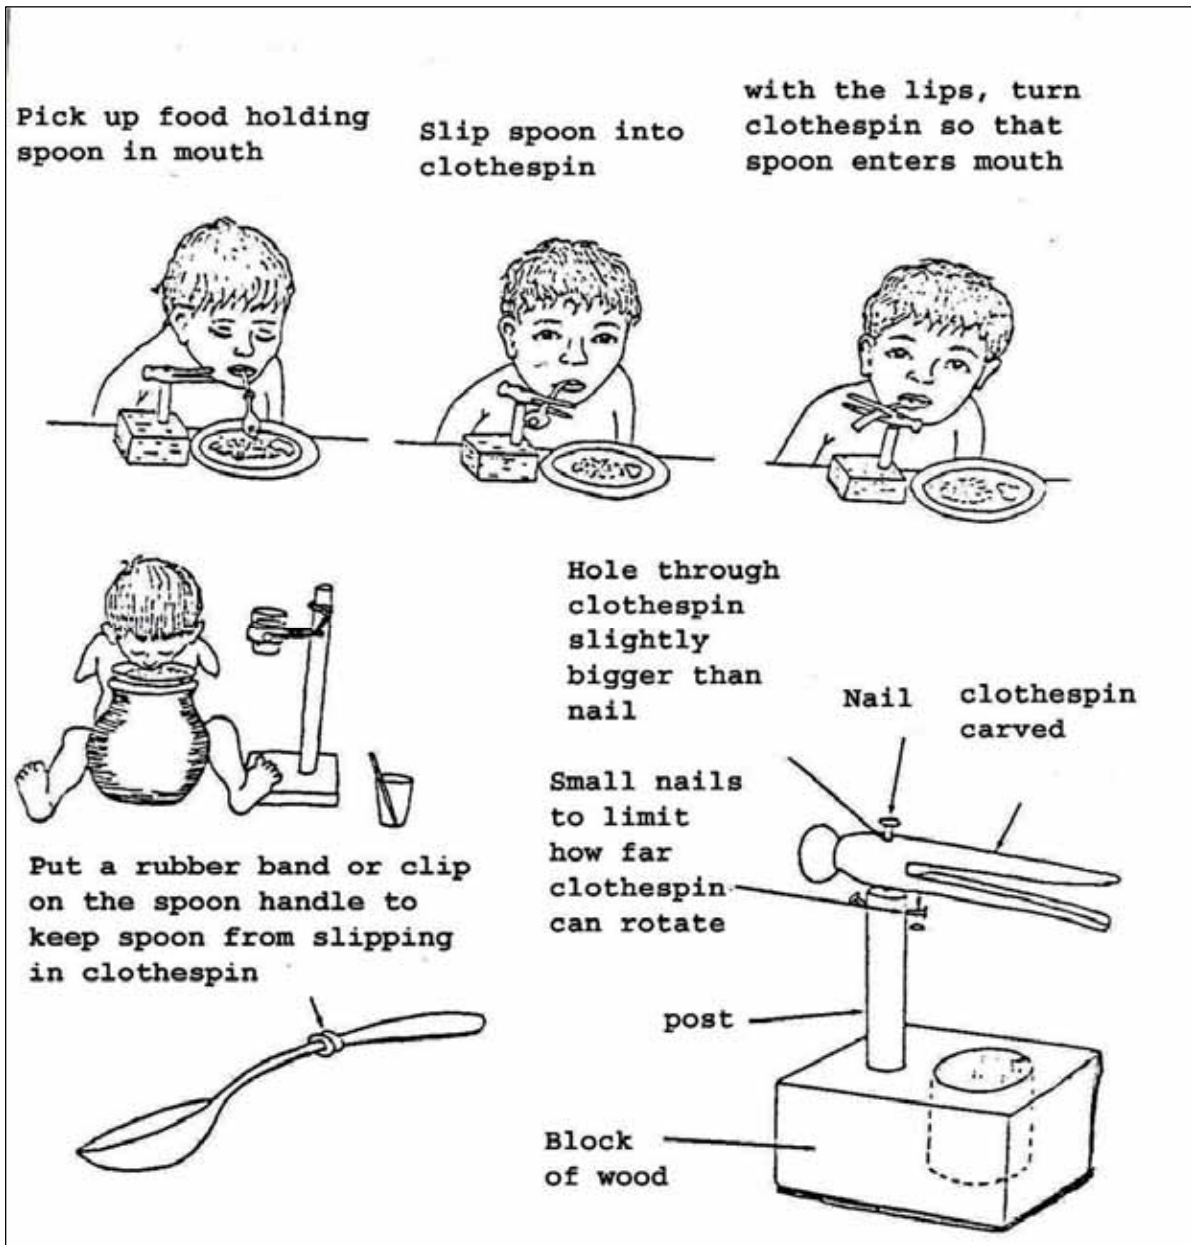 Pick up food holding
spoon in mouth
Slip spoon into
clothespin
with the lips, turn
clothespin so that
spoon enters mouth
Hole through
clothespin
slightly
bigger than
nail
Nail
clothespin
carved
Small nails
to limit
how far
clothespin
can rotate
Put a rubber band or clip
on the spoon handle to
keep spoon from slipping
in clothespin
post
Block
of wood